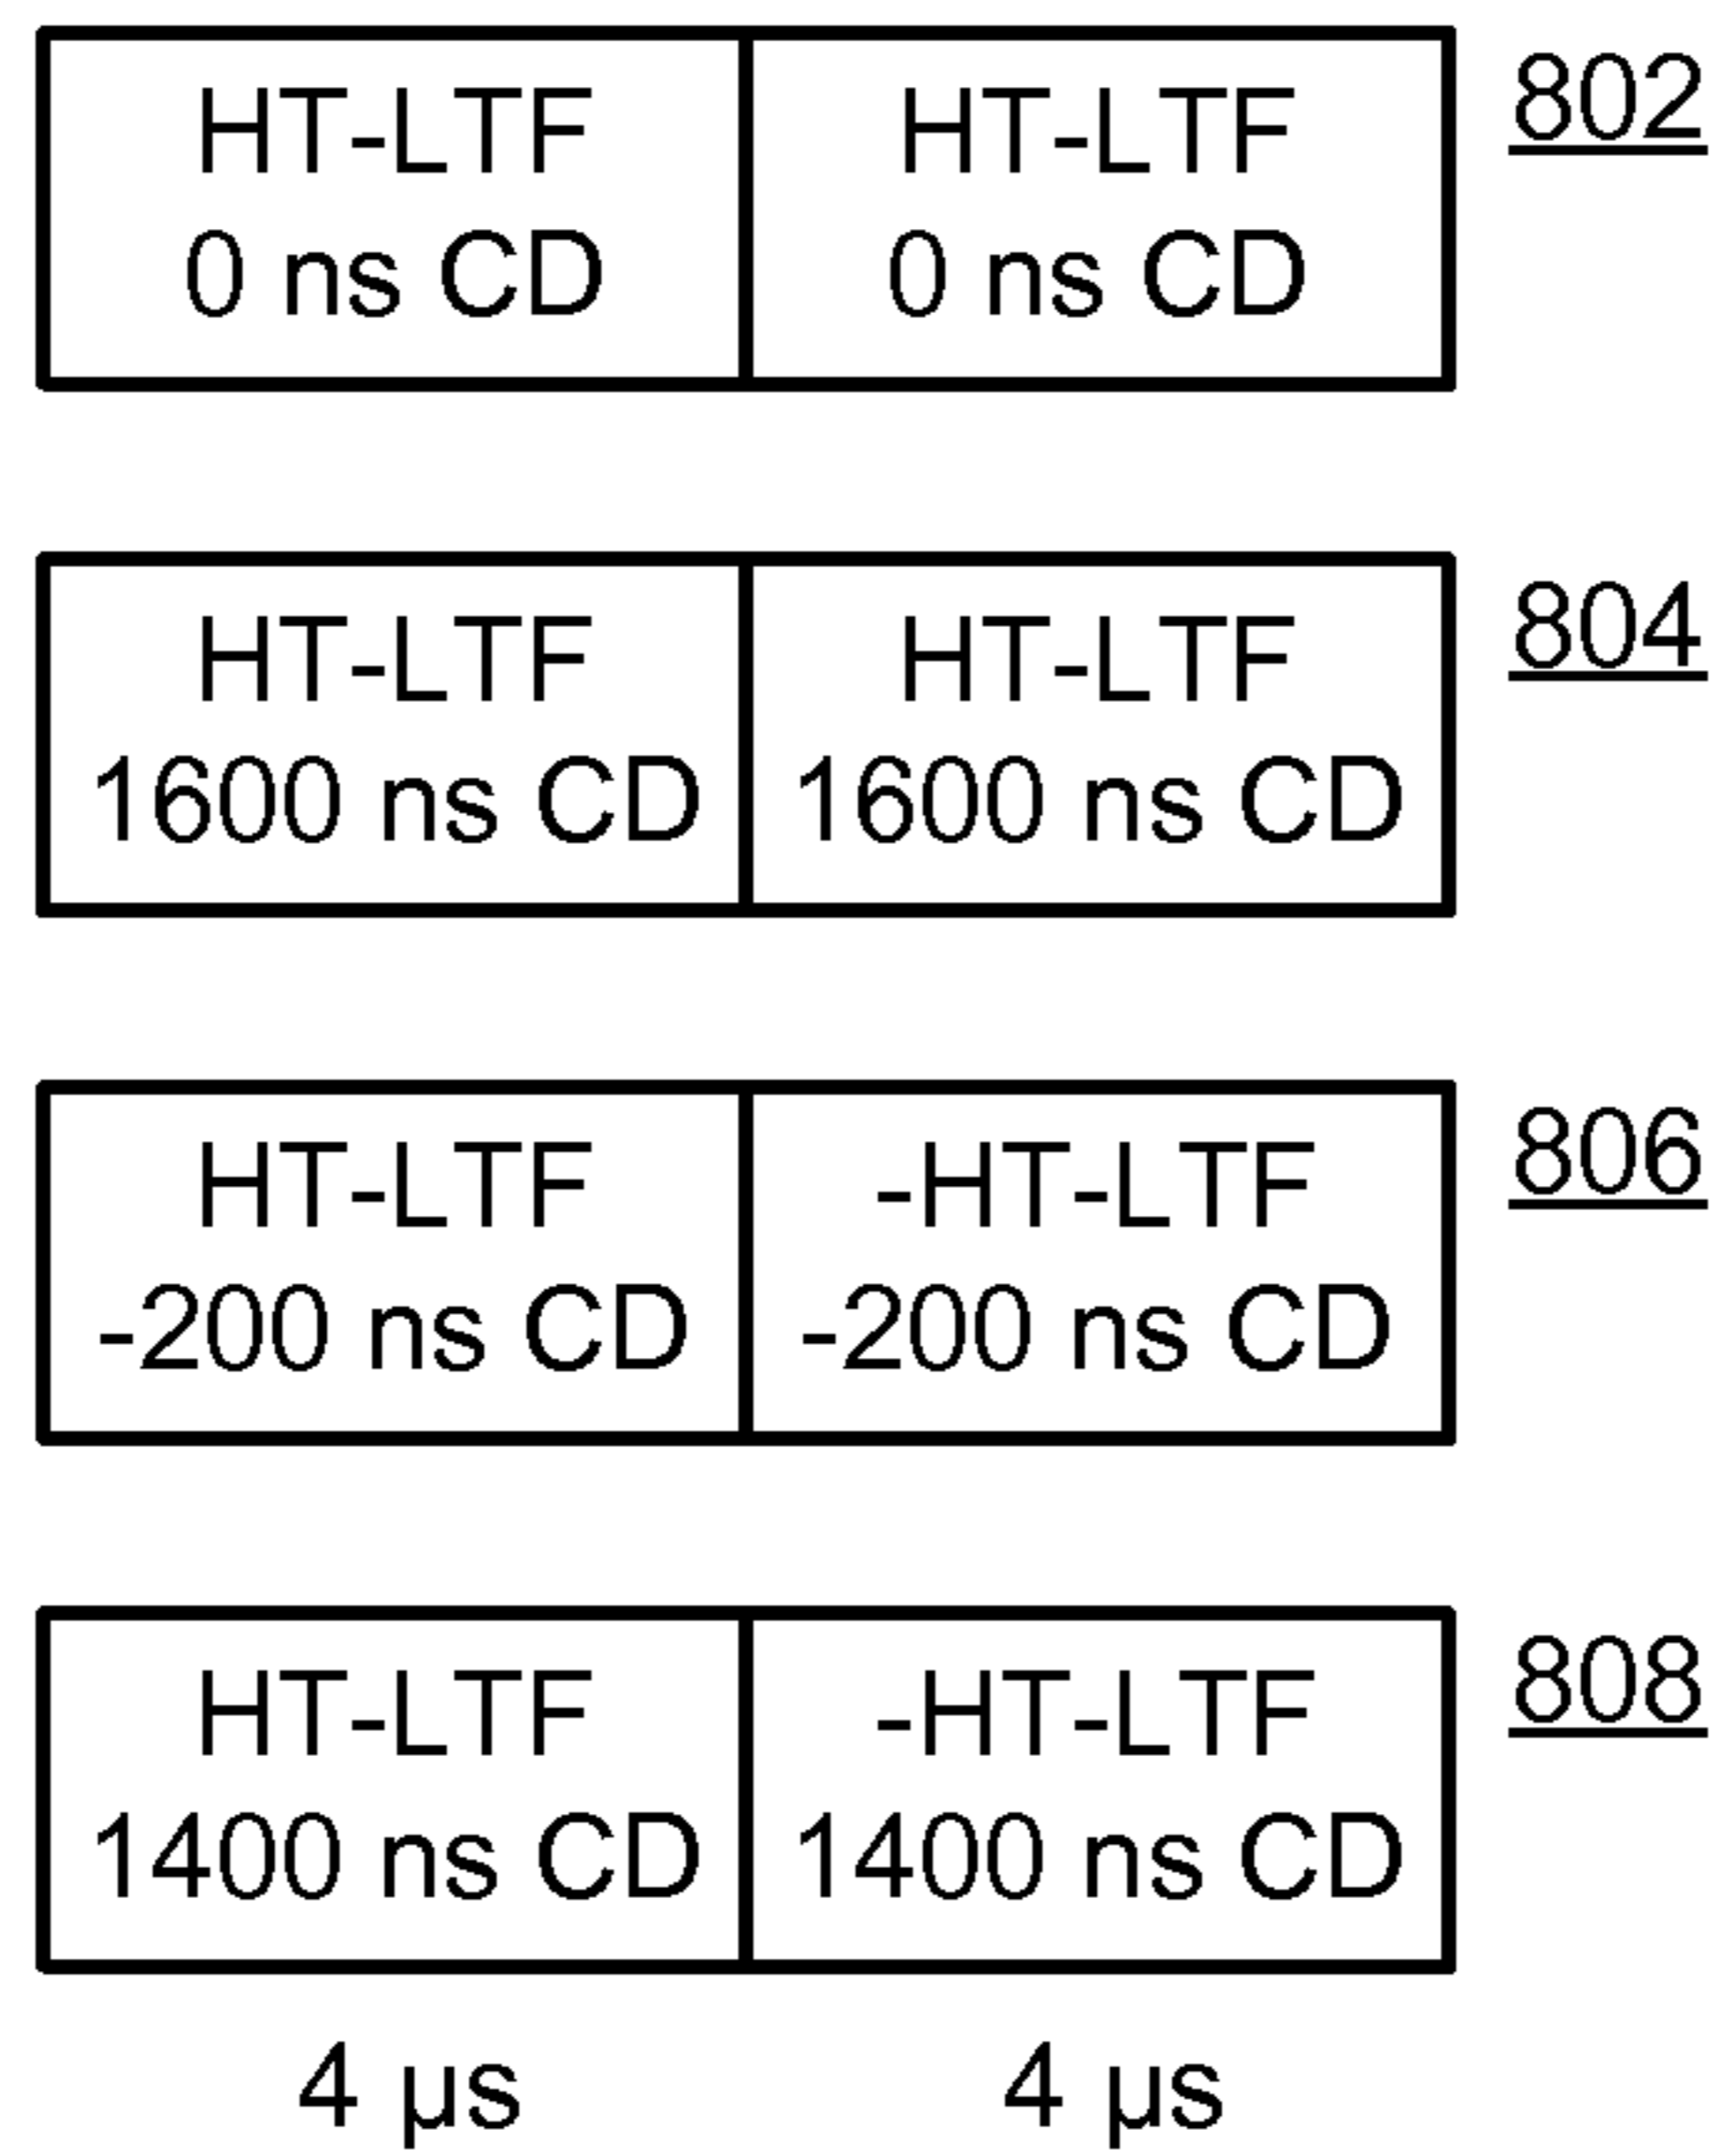 HT-LTF HT-LTF 802
0 ns CD 0 ns CD
HT-LTF HT-LTF 804
1600 ns CD 1600 ns CD
HT-LTF -HT-LTF 806
-200 ns CD -200 ns CD
HT-LTF -HT-LTF 808
1400 ns CD 1400 ns CD
4 µs 4 µs